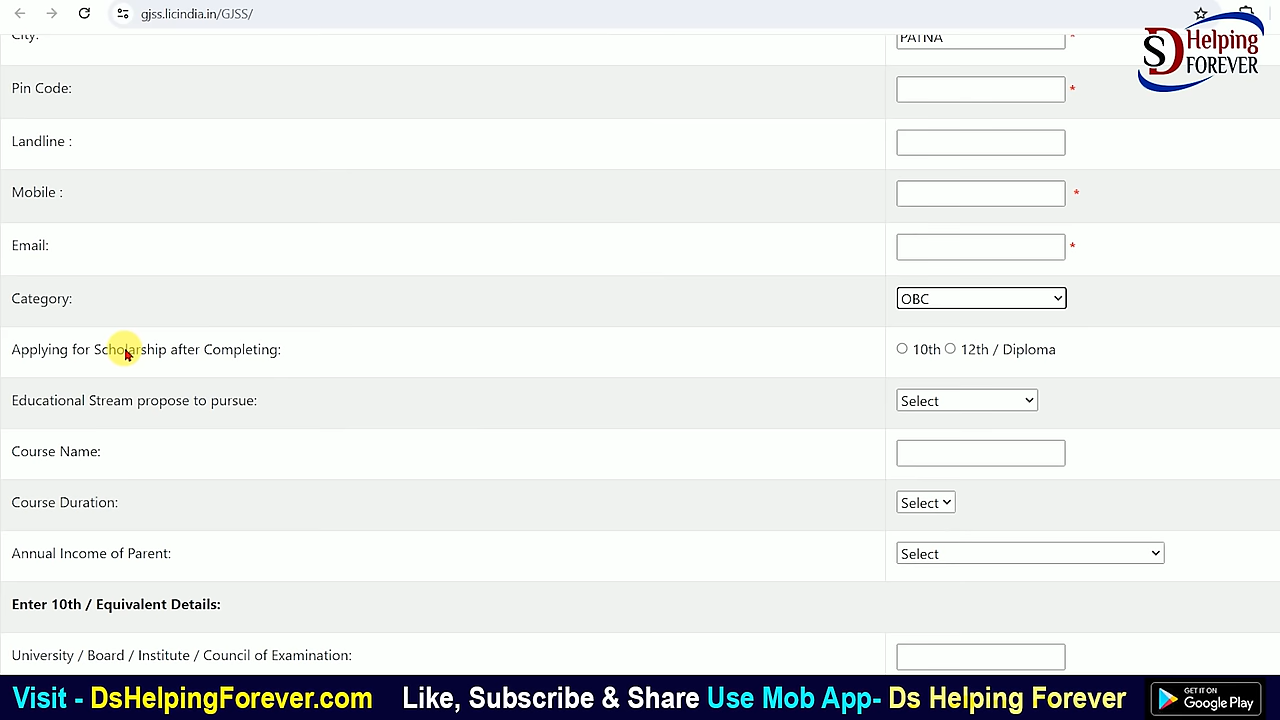 gjss.licindia.in/GJSS/
SD Helping FOREVER
City: PATNA *
Pin Code: *
Landline :
Mobile : *
Email: *
Category: OBC
Applying for Scholarship after Completing: 10th 12th / Diploma
Educational Stream propose to pursue: Select
Course Name:
Course Duration: Select
Annual Income of Parent: Select
Enter 10th / Equivalent Details:
University / Board / Institute / Council of Examination:
Visit - DsHelpingForever.com Like, Subscribe & Share Use Mob App- Ds Helping Forever GET IT ON Google Play